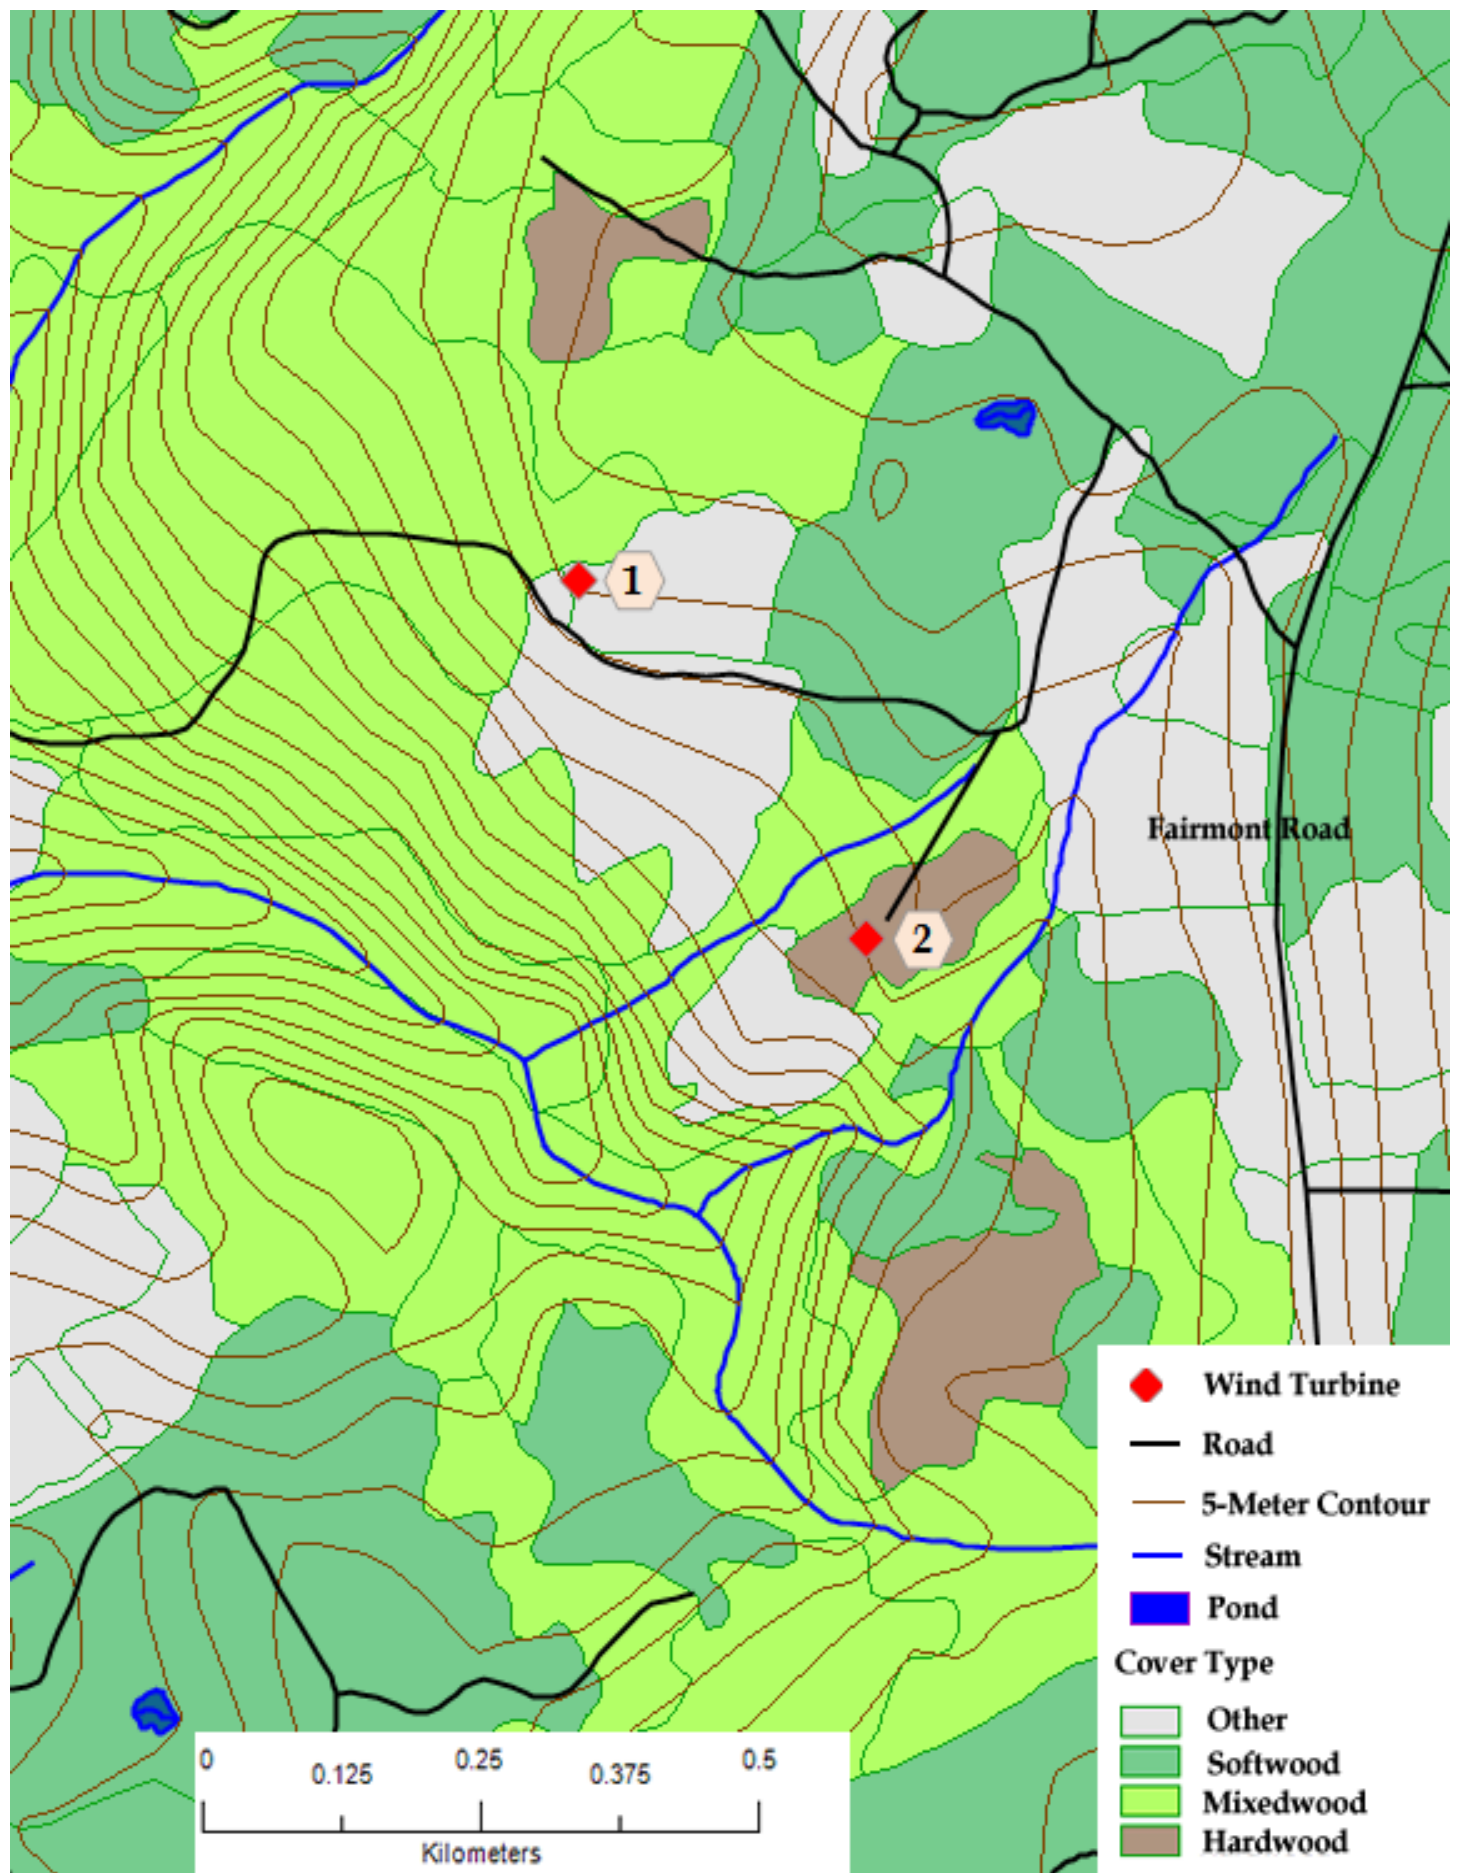 1
Fairmont Road
2
Wind Turbine
Road
5-Meter Contour
Stream
Pond
Cover Type
Other
Softwood
Mixedwood
Hardwood
0 0.125 0.25 0.375 0.5
Kilometers